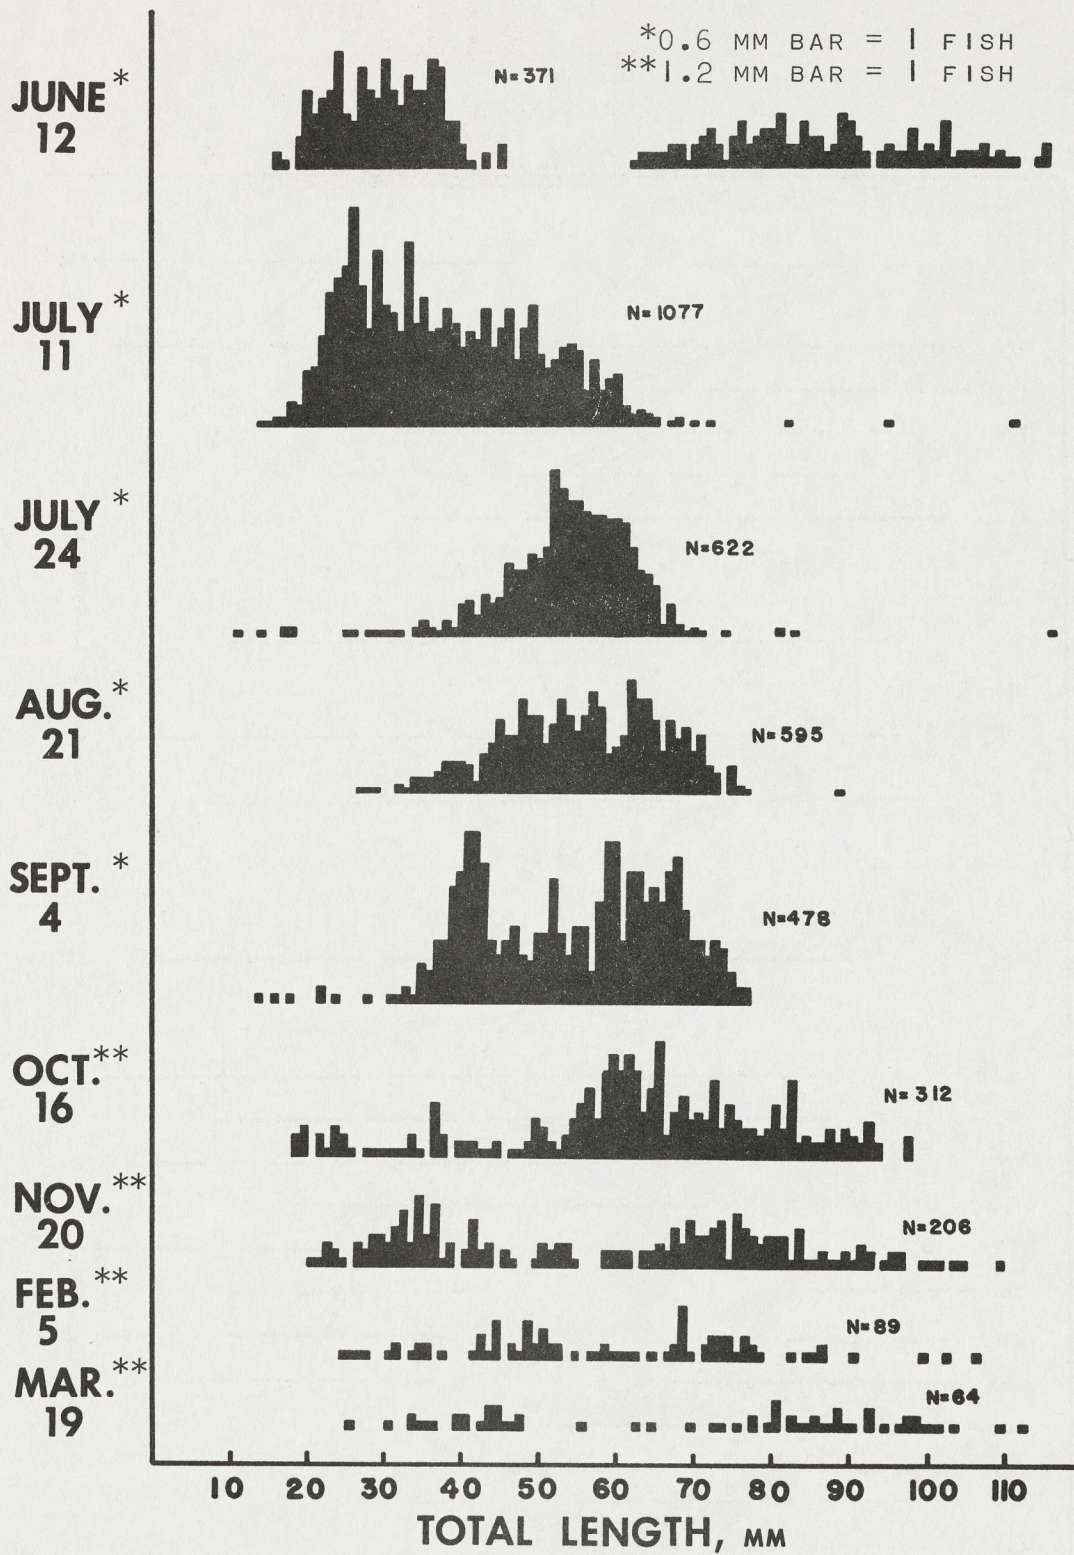 *0.6 MM BAR = 1 FISH
**1.2 MM BAR = 1 FISH
JUNE*
12
N=371
JULY*
11
N=1077
JULY*
24
N=622
AUG.*
21
N=595
SEPT.*
4
N=478
OCT.**
16
N=312
NOV.**
20
N=206
FEB.**
5
N=89
MAR.**
19
N=64
10 20 30 40 50 60 70 80 90 100 110
TOTAL LENGTH, MM